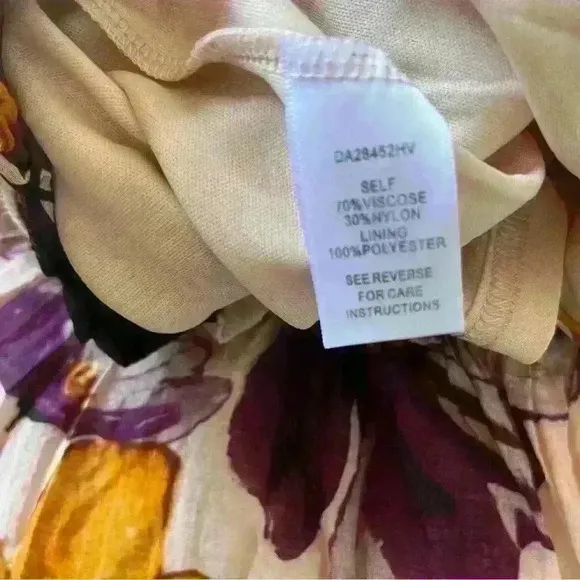 DA28452HV
SELF
70%VISCOSE
30%NYLON
LINING
100%POLYESTER
SEE REVERSE
FOR CARE
INSTRUCTIONS